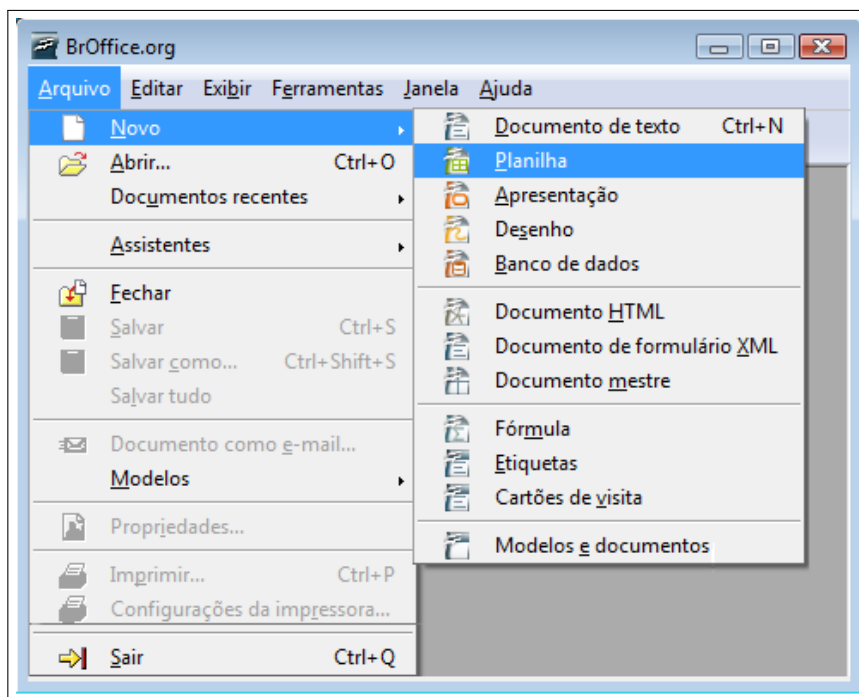 BrOffice.org
Arquivo Editar Exibir Ferramentas Janela Ajuda
Novo
Abrir... Ctrl+O
Documentos recentes
Assistentes
Fechar
Salvar Ctrl+S
Salvar como... Ctrl+Shift+S
Salvar tudo
Documento como e-mail...
Modelos
Propriedades...
Imprimir... Ctrl+P
Configurações da impressora...
Sair Ctrl+Q
Documento de texto Ctrl+N
Planilha
Apresentação
Desenho
Banco de dados
Documento HTML
Documento de formulário XML
Documento mestre
Fórmula
Etiquetas
Cartões de visita
Modelos e documentos